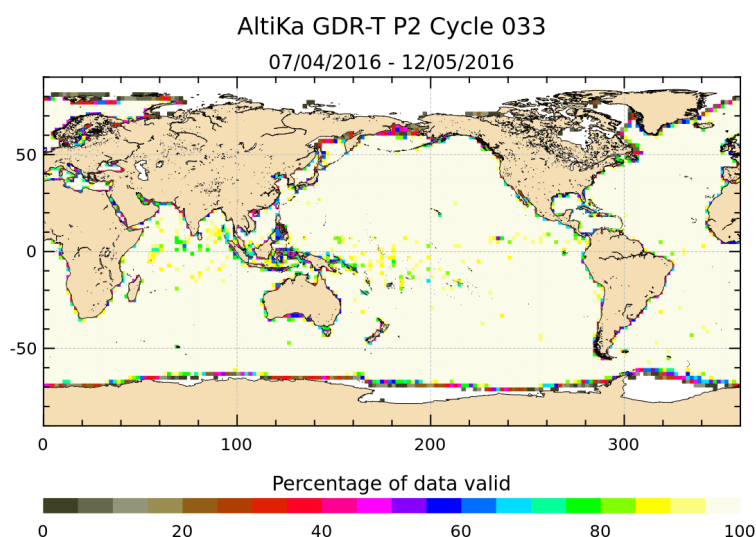 AltiKa GDR-T P2 Cycle 033
07/04/2016 - 12/05/2016
50
0
-50
0 100 200 300
Percentage of data valid
0 20 40 60 80 100